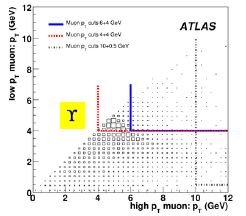 Muon p_T cuts 6+4 GeV
Muon p_T cuts 4+4 GeV
Muon p_T cuts 10+0.5 GeV
ATLAS
ϒ
low p_T muon: p_T (GeV)
12
10
8
6
4
2
0
0 2 4 6 8 10 12
high p_T muon: p_T (GeV)